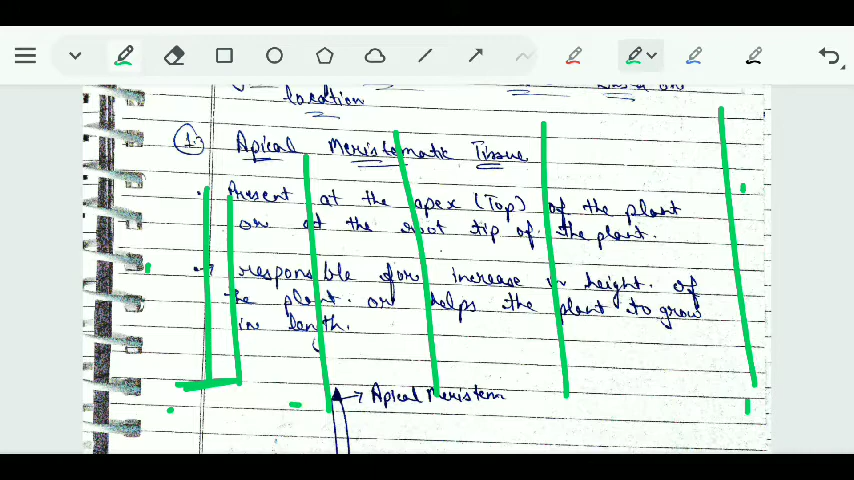 location
1. Apical Meristematic Tissue
Present at the apex (Top) of the plant
or at the root tip of the plant.
→ responsible for increase in height of
the plant. or helps the plant to grow
in length.
→ Apical Meristem